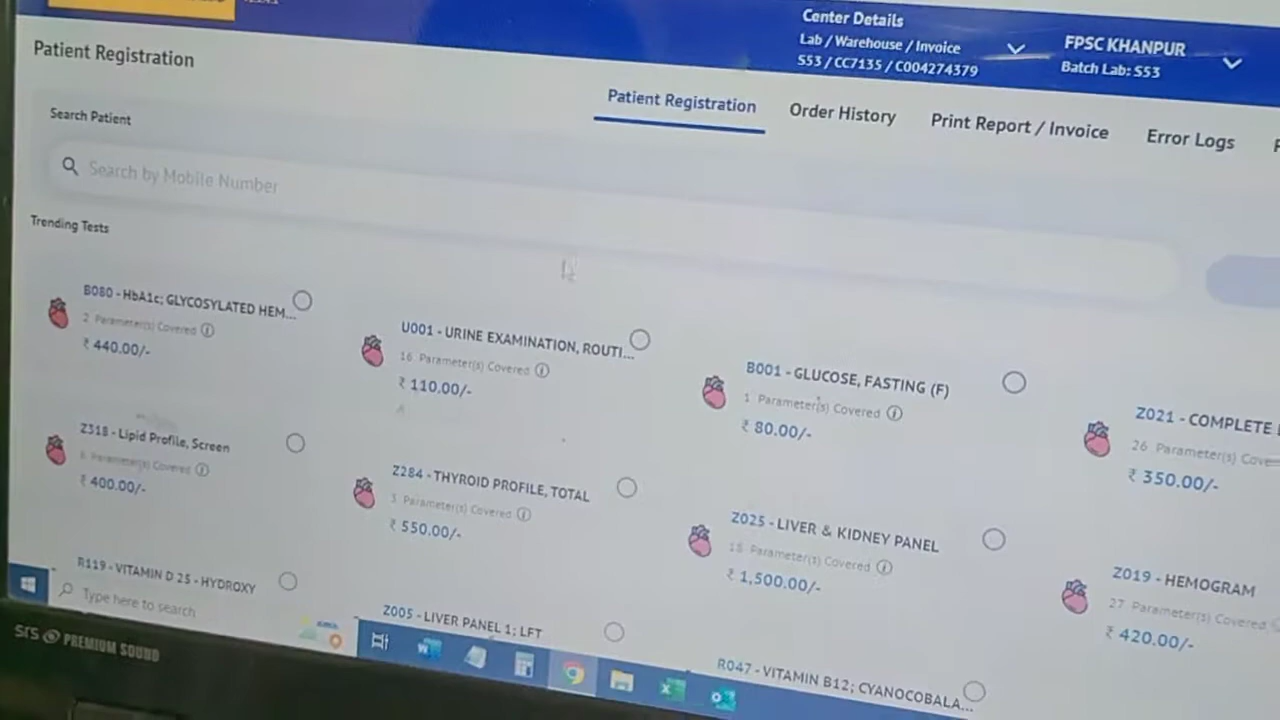 Center Details
Lab / Warehouse / Invoice
S53 / CC7135 / C004274379
FPSC KHANPUR
Batch Lab: S53
Patient Registration
Patient Registration
Order History
Print Report / Invoice
Error Logs
Search Patient
Search by Mobile Number
Trending Tests
B080 - HbA1c; GLYCOSYLATED HEM...
2 Parameter(s) Covered
₹ 440.00/-
U001 - URINE EXAMINATION, ROUTI...
16 Parameter(s) Covered
₹ 110.00/-
B001 - GLUCOSE, FASTING (F)
1 Parameter(s) Covered
₹ 80.00/-
Z021 - COMPLETE
26 Parameter(s) Cove
₹ 350.00/-
Z318 - Lipid Profile, Screen
Parameter(s) Covered
₹ 400.00/-
Z284 - THYROID PROFILE, TOTAL
3 Parameter(s) Covered
₹ 550.00/-
Z025 - LIVER & KIDNEY PANEL
18 Parameter(s) Covered
₹ 1,500.00/-
Z019 - HEMOGRAM
27 Parameter(s) Covered
₹ 420.00/-
R119 - VITAMIN D 25 - HYDROXY
Z005 - LIVER PANEL 1; LFT
R047 - VITAMIN B12; CYANOCOBALA...
Type here to search
SRS PREMIUM SOUND